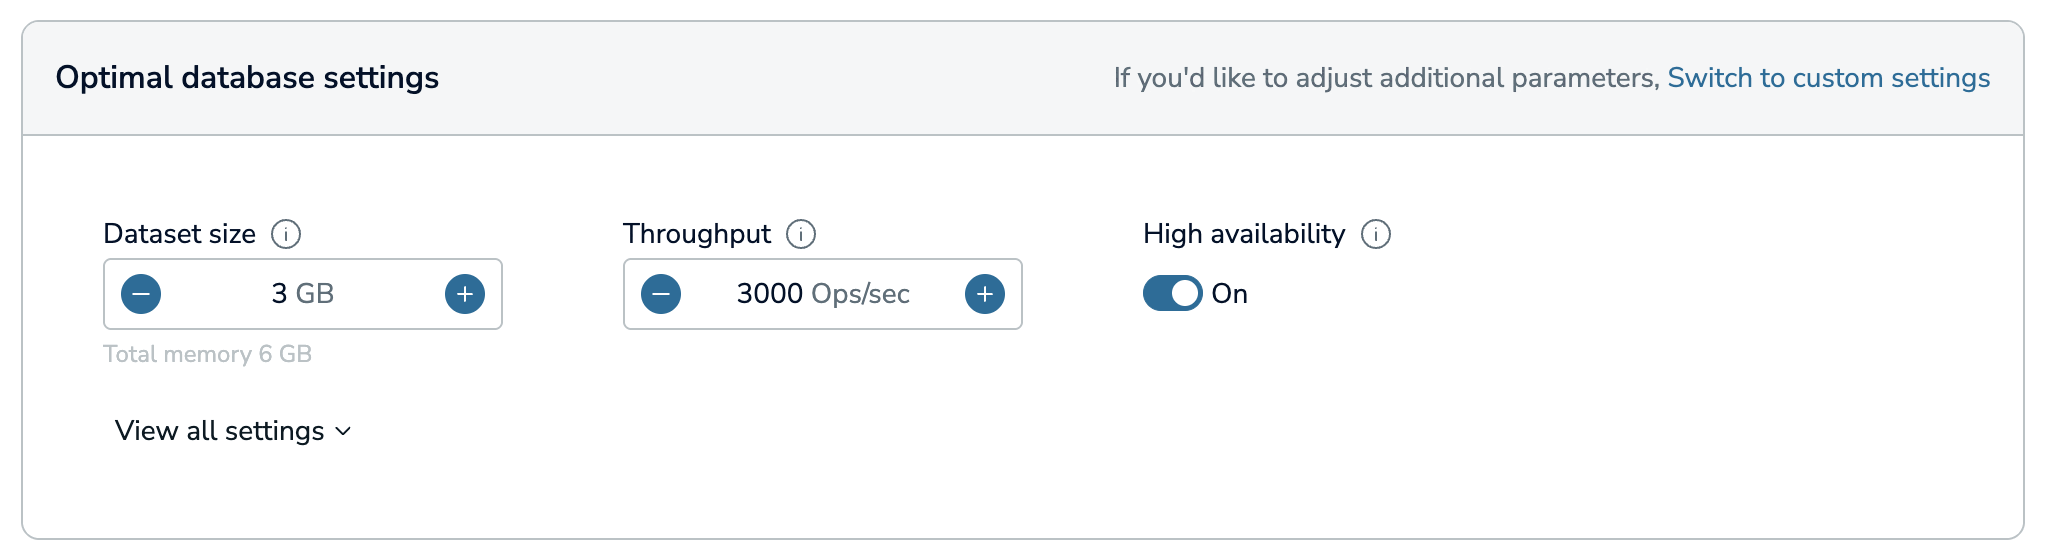 Optimal database settings
If you'd like to adjust additional parameters, Switch to custom settings
Dataset size
Throughput
High availability
3 GB
3000 Ops/sec
On
Total memory 6 GB
View all settings